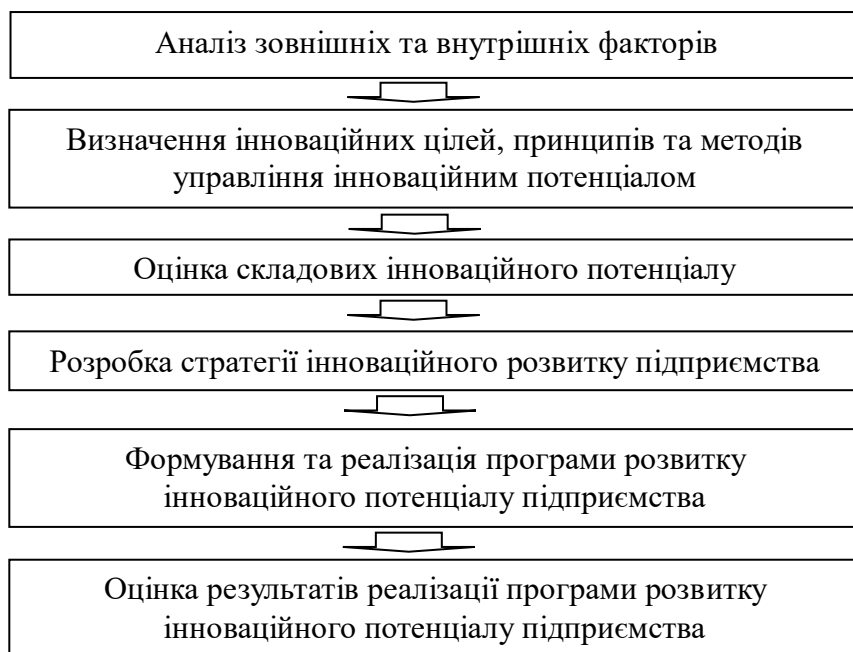 Аналіз зовнішніх та внутрішніх факторів
Визначення інноваційних цілей, принципів та методів
управління інноваційним потенціалом
Оцінка складових інноваційного потенціалу
Розробка стратегії інноваційного розвитку підприємства
Формування та реалізація програми розвитку
інноваційного потенціалу підприємства
Оцінка результатів реалізації програми розвитку
інноваційного потенціалу підприємства